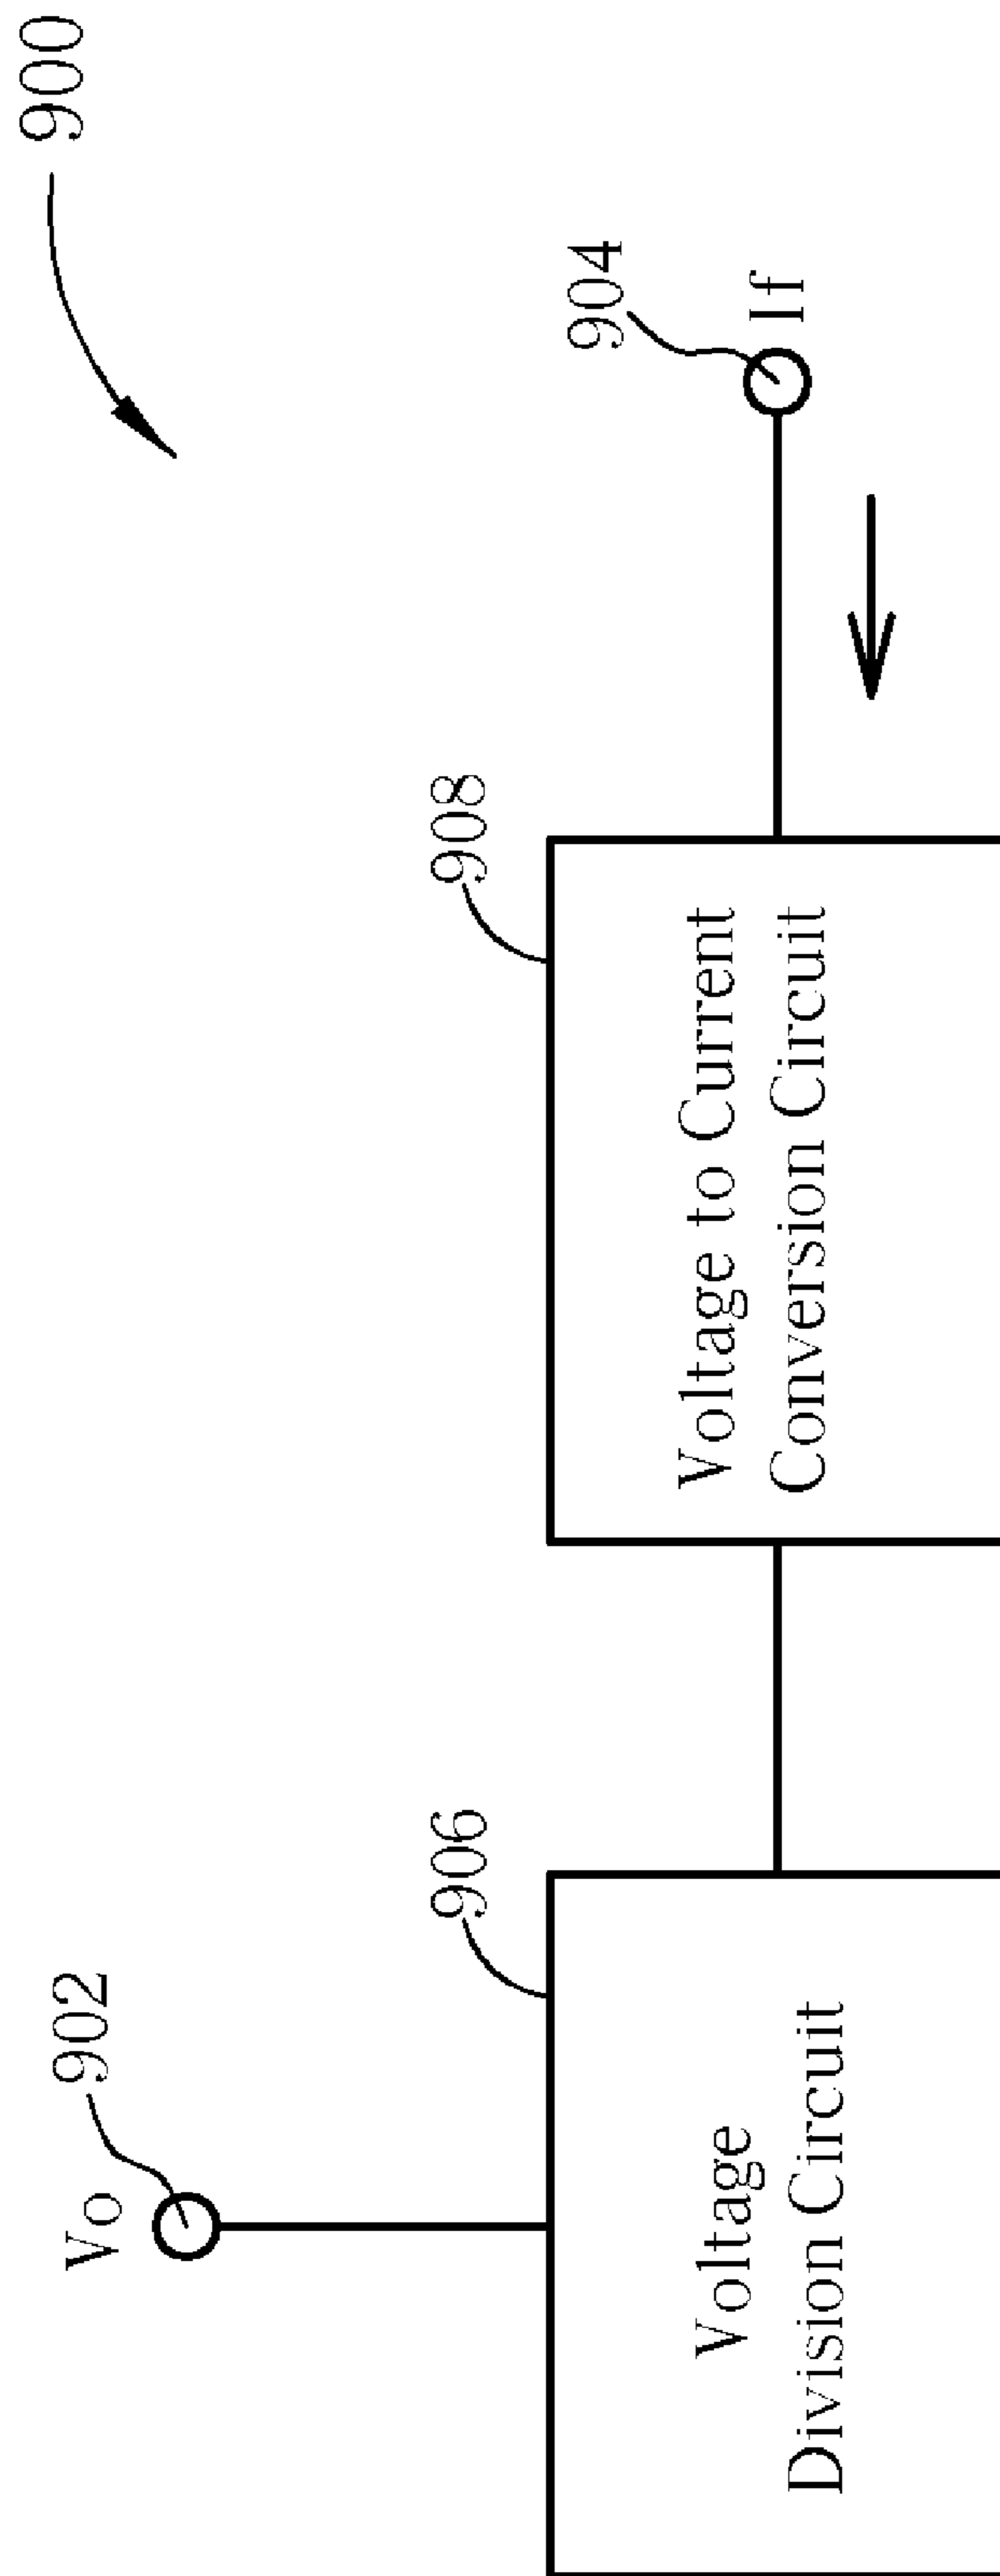 900
Vo
902
904
If
906
908
Voltage
Division Circuit
Voltage to Current
Conversion Circuit